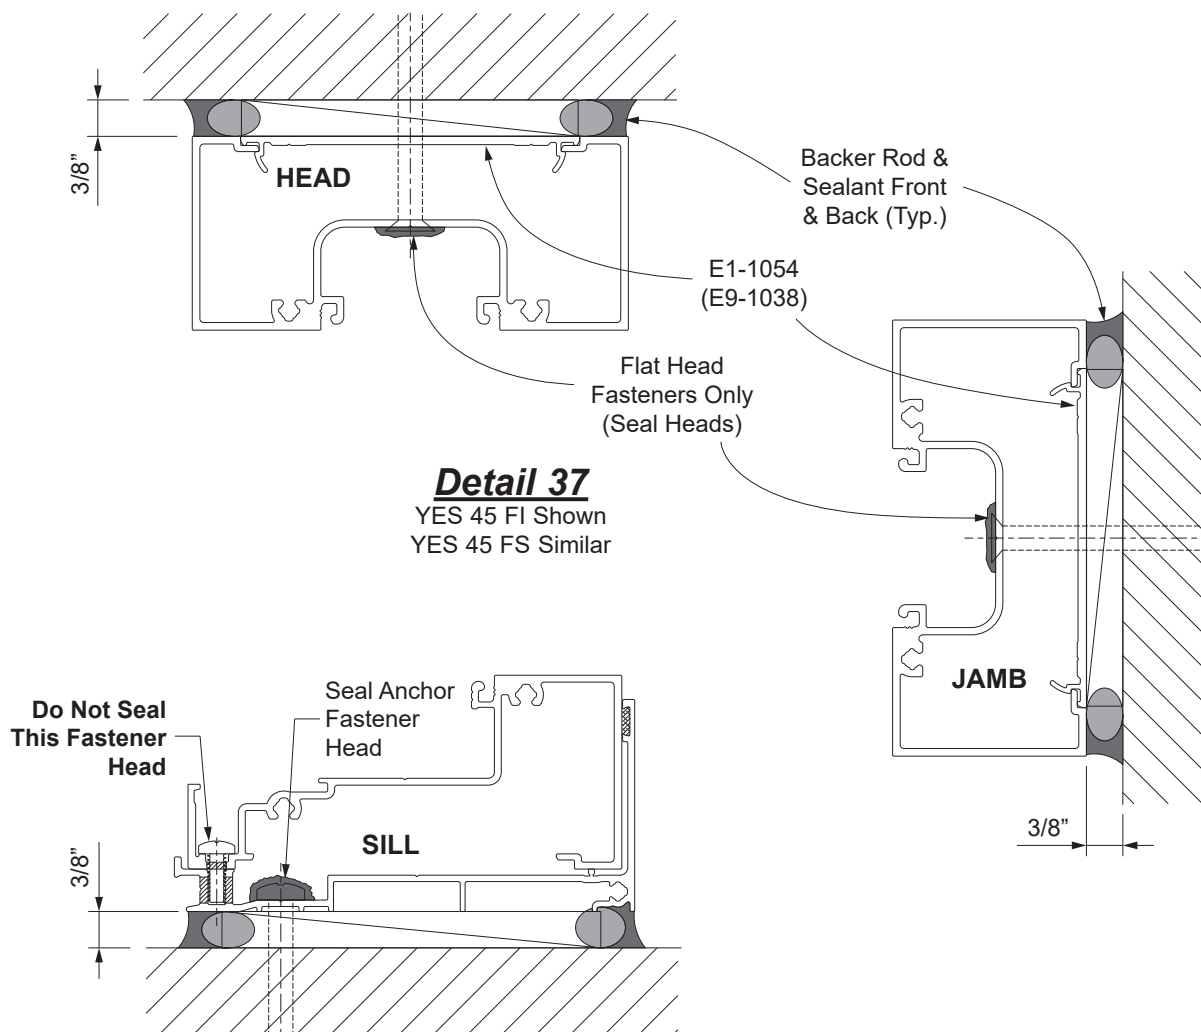 3/8”
HEAD
Backer Rod &
Sealant Front
& Back (Typ.)
E1-1054
(E9-1038)
Flat Head
Fasteners Only
(Seal Heads)
Detail 37
YES 45 FI Shown
YES 45 FS Similar
JAMB
3/8”
Do Not Seal
This Fastener
Head
Seal Anchor
Fastener
Head
SILL
3/8”